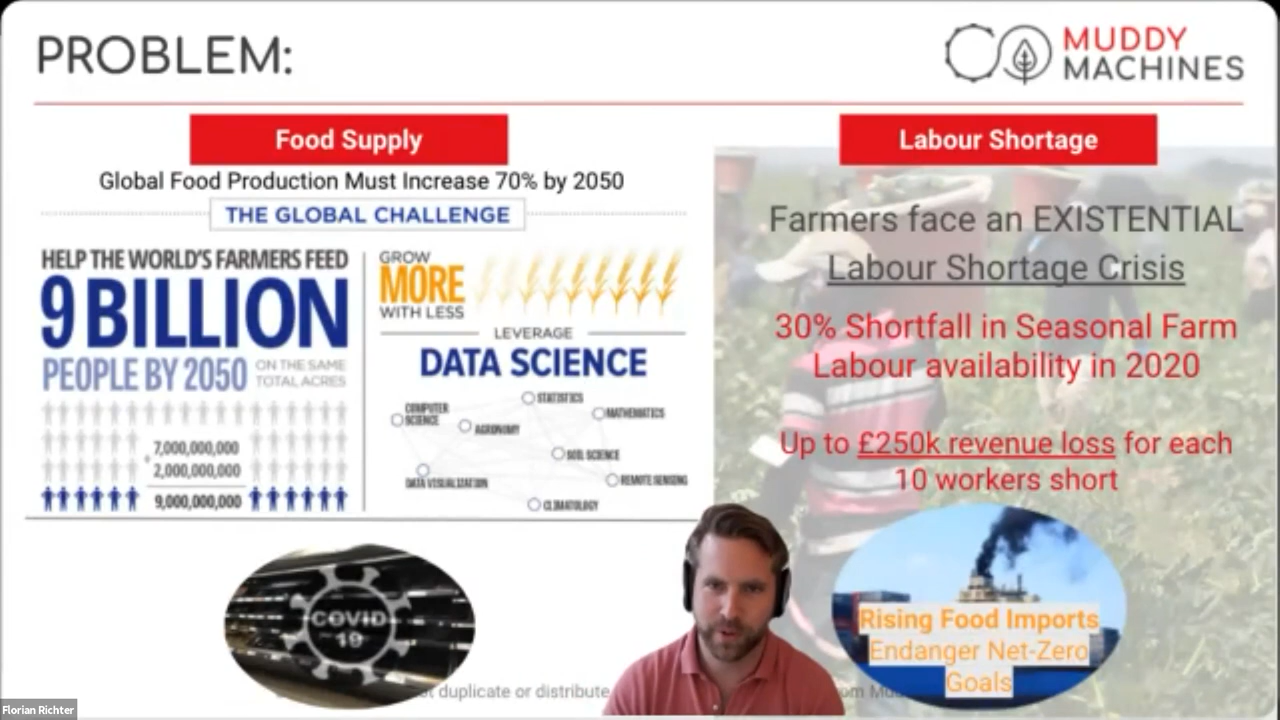 PROBLEM:
MUDDY
MACHINES
Food Supply
Global Food Production Must Increase 70% by 2050
THE GLOBAL CHALLENGE
HELP THE WORLD'S FARMERS FEED
9 BILLION
PEOPLE BY 2050
ON THE SAME
TOTAL ACRES
7,000,000,000
+ 2,000,000,000
9,000,000,000
GROW
MORE
WITH LESS
LEVERAGE
DATA SCIENCE
STATISTICS
COMPUTER
SCIENCE
MATHEMATICS
AGRONOMY
SOIL SCIENCE
DATA VISUALIZATION
REMOTE SENSING
CLIMATOLOGY
Labour Shortage
Farmers face an EXISTENTIAL
Labour Shortage Crisis
30% Shortfall in Seasonal Farm
Labour availability in 2020
Up to £250k revenue loss for each
10 workers short
COVID
19
Rising Food Imports
Endanger Net-Zero
Goals
duplicate or distribute
Florian Richter